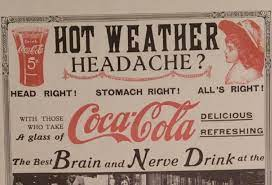 HOT WEATHER
HEADACHE?
DRINK
Coca-Cola
5¢
HEAD RIGHT! STOMACH RIGHT! ALL'S RIGHT!
WITH THOSE
WHO TAKE
A glass of
Coca-Cola
DELICIOUS
REFRESHING
The Best Brain and Nerve Drink at the